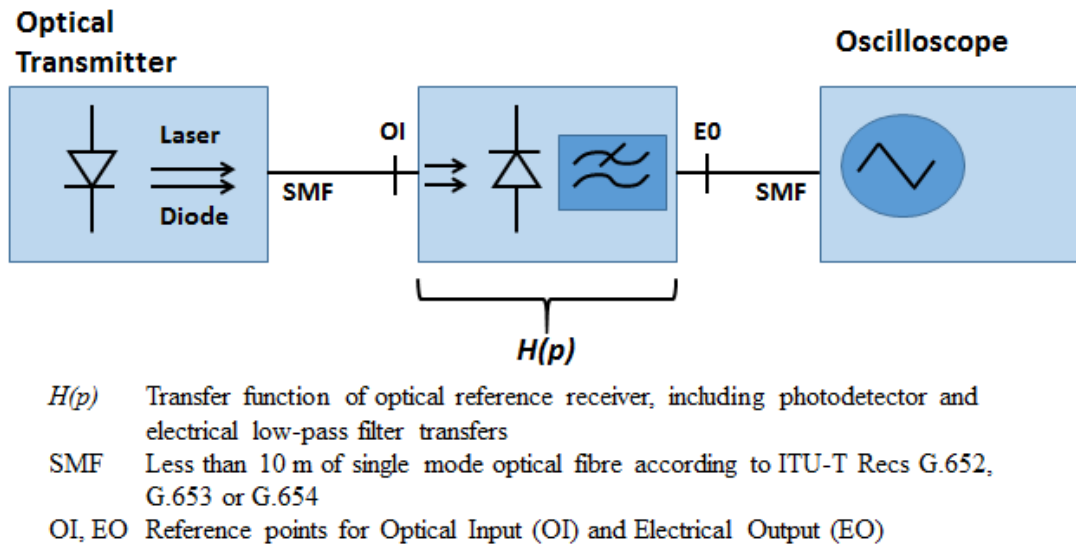 Optical
Transmitter
Oscilloscope
Laser
Diode
SMF
OI
E0
SMF
H(p)
H(p) Transfer function of optical reference receiver, including photodetector and
electrical low-pass filter transfers
SMF Less than 10 m of single mode optical fibre according to ITU-T Recs G.652,
G.653 or G.654
OI, EO Reference points for Optical Input (OI) and Electrical Output (EO)